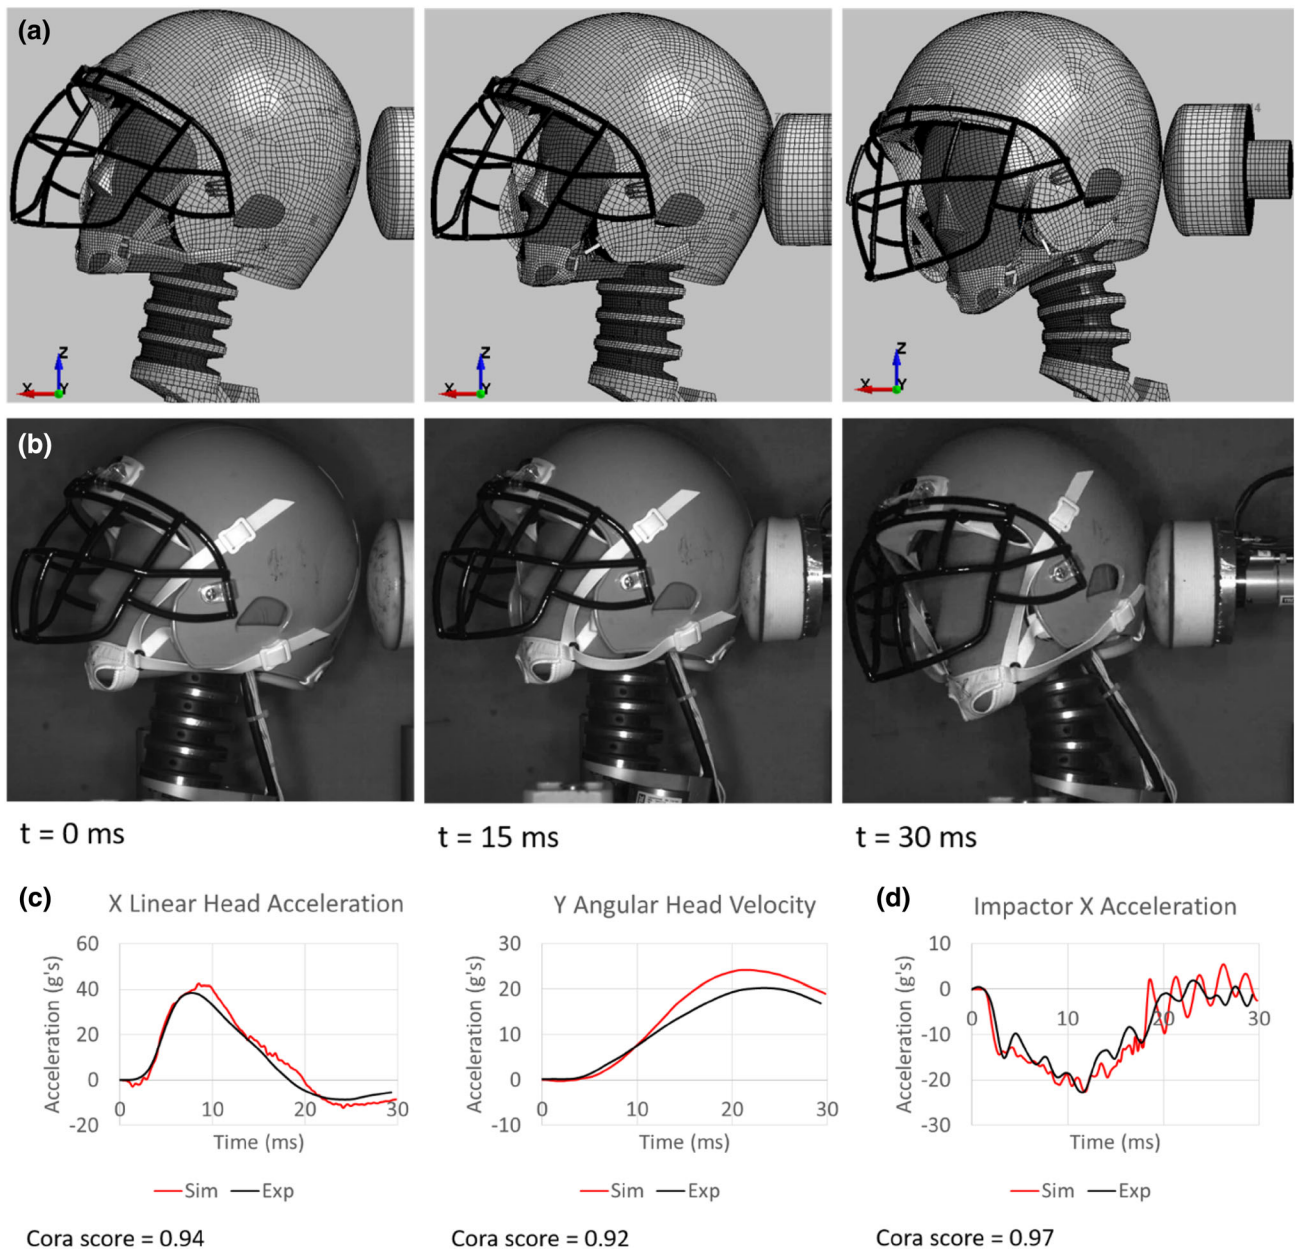 (a)
Z
X
Y
Z
X
Y
Z
X
Y
(b)
t = 0 ms
t = 15 ms
t = 30 ms
(c)
X Linear Head Acceleration
Acceleration (g's)
60
40
20
0
-20
0
10
20
30
Time (ms)
Sim
Exp
Cora score = 0.94
Y Angular Head Velocity
Acceleration (g's)
30
20
10
0
-10
0
10
20
30
Time (ms)
Sim
Exp
Cora score = 0.92
(d)
Impactor X Acceleration
Acceleration (g's)
10
0
-10
-20
-30
0
10
20
30
Time (ms)
Sim
Exp
Cora score = 0.97